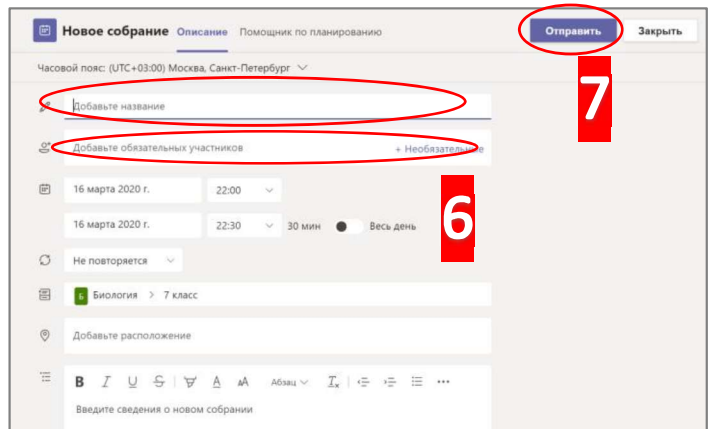 Новое собрание Описание Помощник по планированию Отправить Закрыть
Часовой пояс: (UTC+03:00) Москва, Санкт-Петербург
7
Добавьте название
Добавьте обязательных участников + Необязательные
16 марта 2020 г. 22:00
6
16 марта 2020 г. 22:30 30 мин Весь день
Не повторяется
Б Биология > 7 класс
Добавьте расположение
B I U S A AA Абзац Tx
Введите сведения о новом собрании